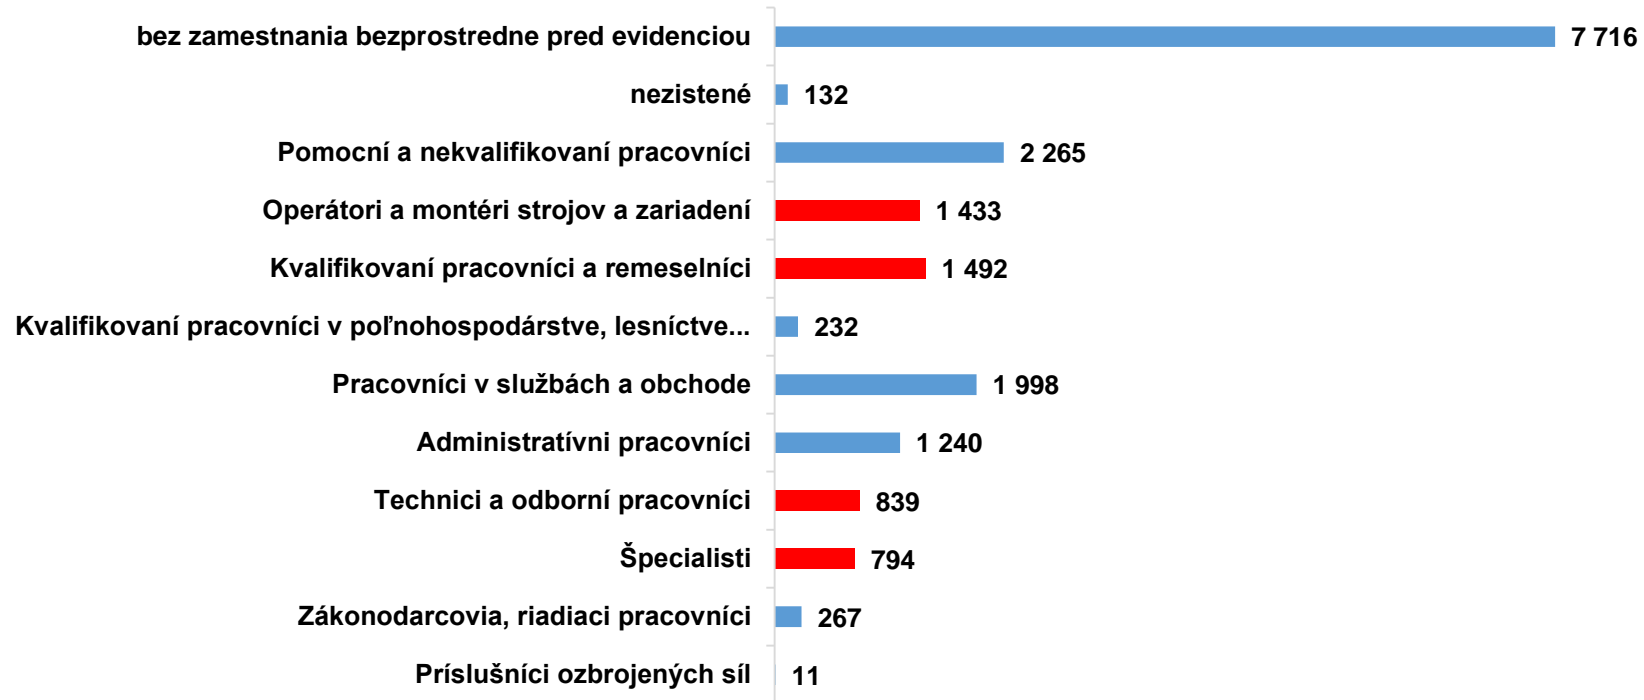 bez zamestnania bezprostredne pred evidenciou 7 716
nezistené 132
Pomocní a nekvalifikovaní pracovníci 2 265
Operátori a montéri strojov a zariadení 1 433
Kvalifikovaní pracovníci a remeselníci 1 492
Kvalifikovaní pracovníci v poľnohospodárstve, lesníctve... 232
Pracovníci v službách a obchode 1 998
Administratívni pracovníci 1 240
Technici a odborní pracovníci 839
Špecialisti 794
Zákonodarcovia, riadiaci pracovníci 267
Príslušníci ozbrojených síl 11